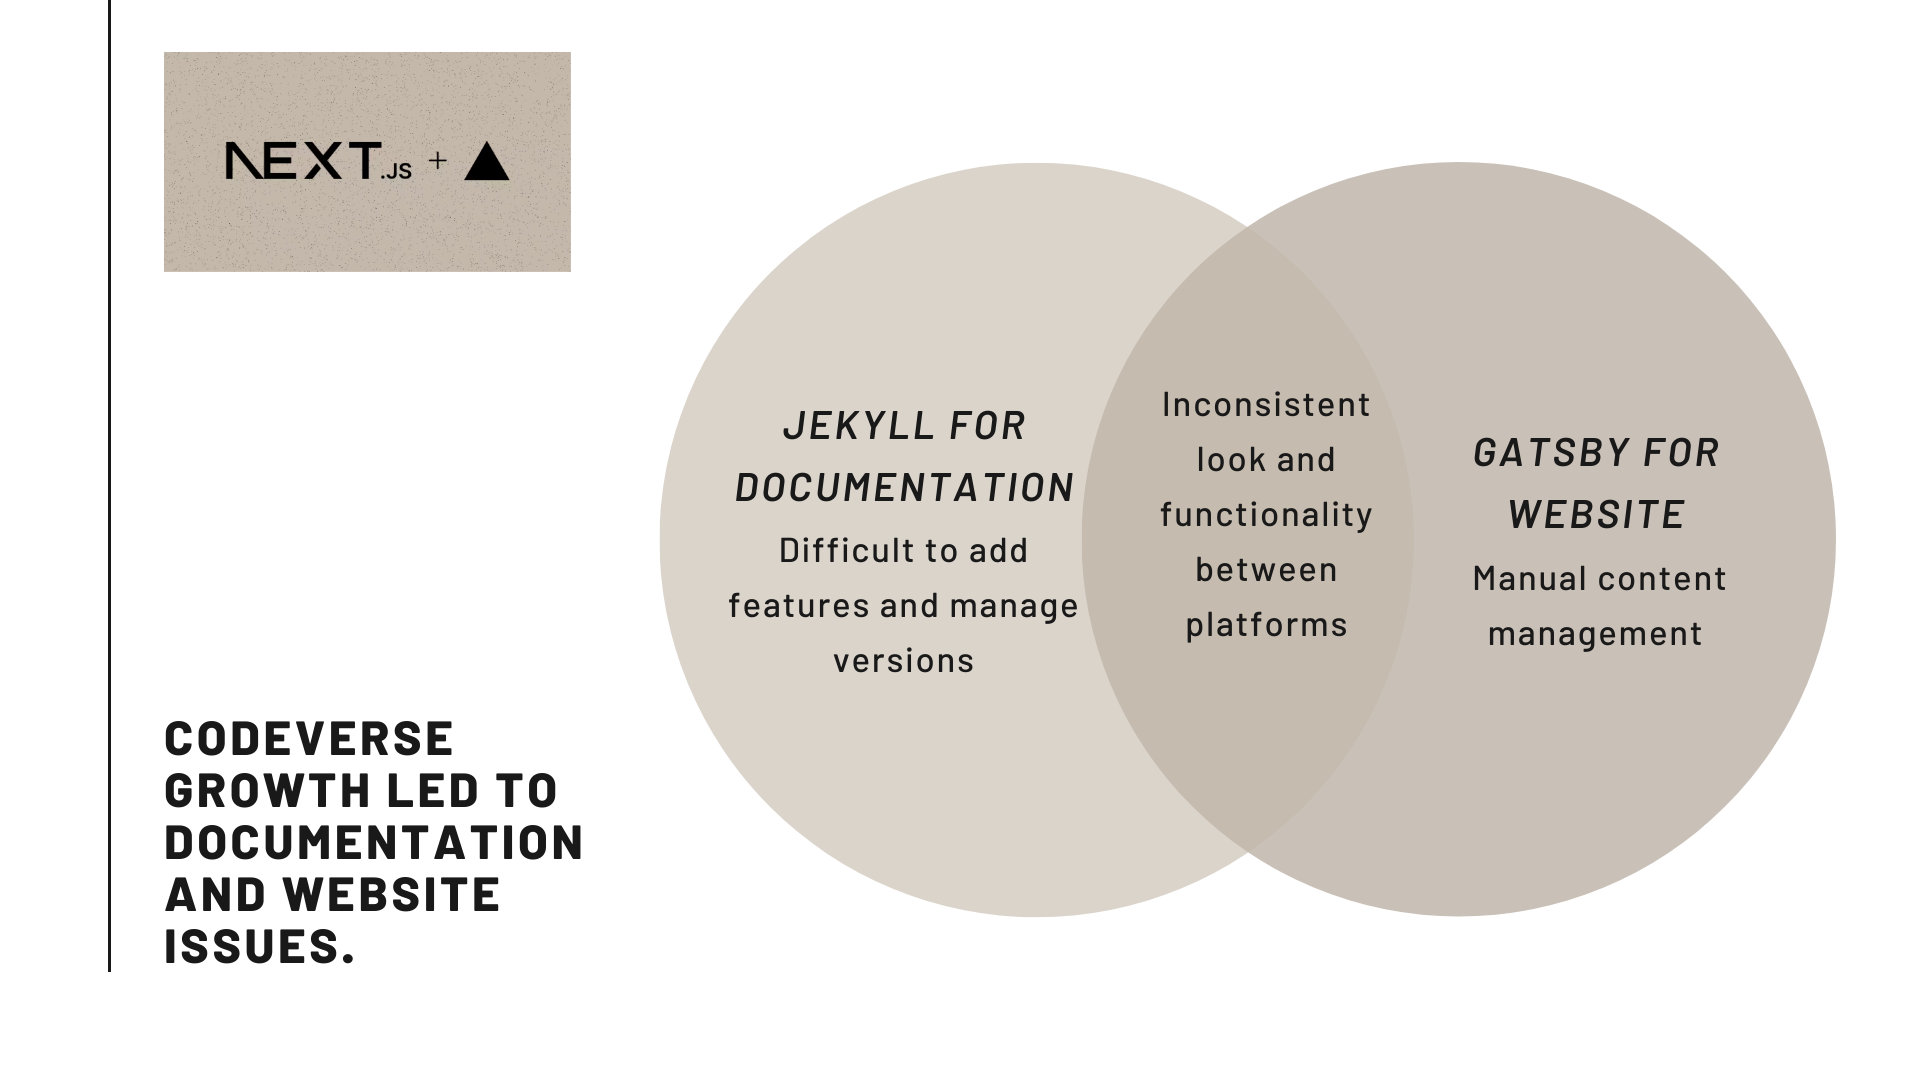 NEXT.JS +
CODEVERSE
GROWTH LED TO
DOCUMENTATION
AND WEBSITE
ISSUES.
JEKYLL FOR
DOCUMENTATION
Difficult to add
features and manage
versions
Inconsistent
look and
functionality
between
platforms
GATSBY FOR
WEBSITE
Manual content
management